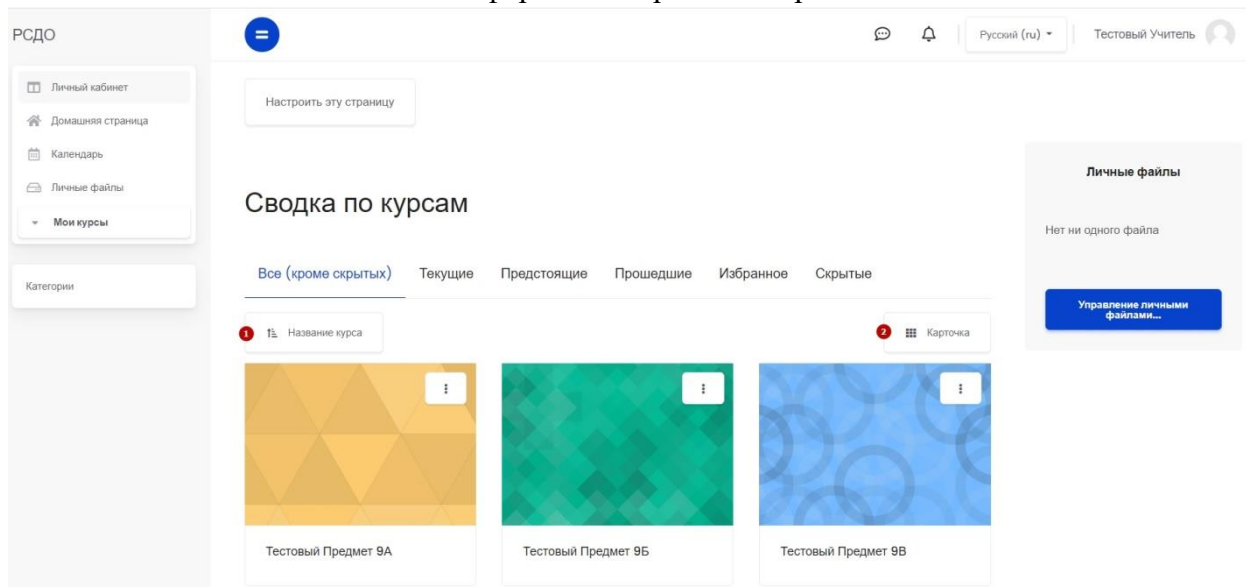 РСДО
Русский (ru)
Тестовый Учитель
Личный кабинет
Домашняя страница
Календарь
Личные файлы
Мои курсы
Категории
Настроить эту страницу
Сводка по курсам
Все (кроме скрытых) Текущие Предстоящие Прошедшие Избранное Скрытые
1 Название курса
2 Карточка
Тестовый Предмет 9А
Тестовый Предмет 9Б
Тестовый Предмет 9В
Личные файлы
Нет ни одного файла
Управление личными
файлами...